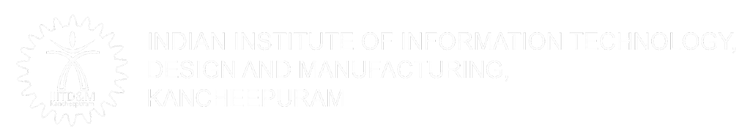 INDIAN INSTITUTE OF INFORMATION TECHNOLOGY,
DESIGN AND MANUFACTURING,
KANCHEEPURAM